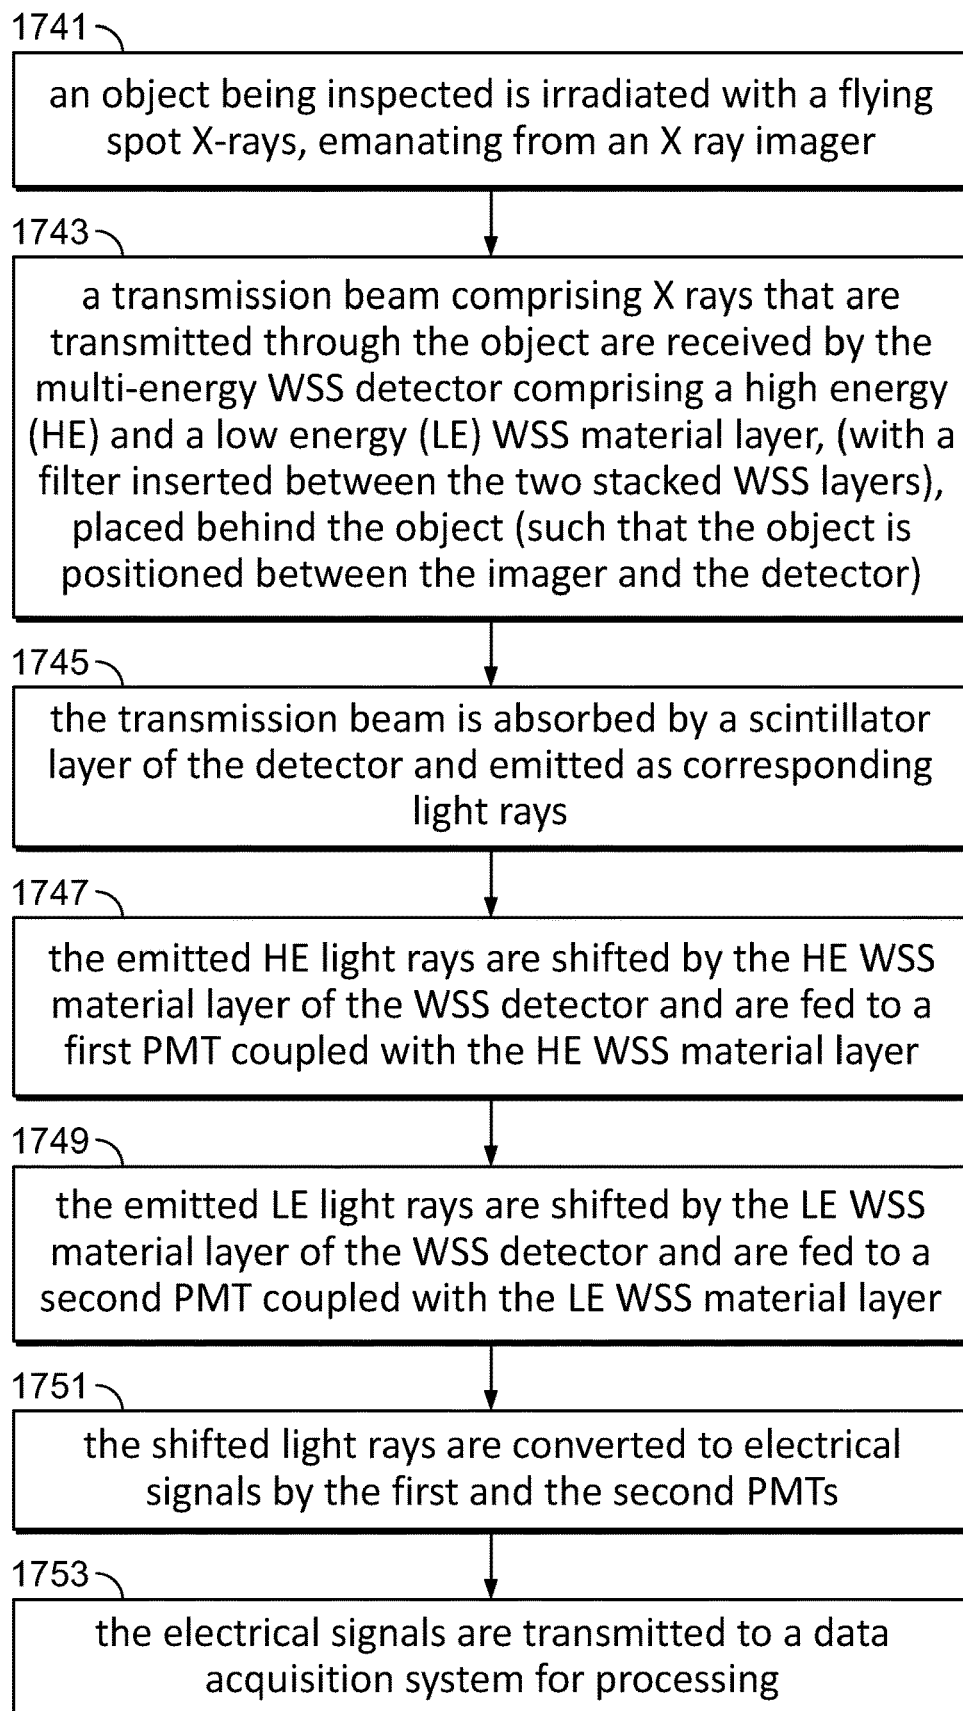 1741
an object being inspected is irradiated with a flying
spot X-rays, emanating from an X ray imager
1743
a transmission beam comprising X rays that are
transmitted through the object are received by the
multi-energy WSS detector comprising a high energy
(HE) and a low energy (LE) WSS material layer, (with a
filter inserted between the two stacked WSS layers),
placed behind the object (such that the object is
positioned between the imager and the detector)
1745
the transmission beam is absorbed by a scintillator
layer of the detector and emitted as corresponding
light rays
1747
the emitted HE light rays are shifted by the HE WSS
material layer of the WSS detector and are fed to a
first PMT coupled with the HE WSS material layer
1749
the emitted LE light rays are shifted by the LE WSS
material layer of the WSS detector and are fed to a
second PMT coupled with the LE WSS material layer
1751
the shifted light rays are converted to electrical
signals by the first and the second PMTs
1753
the electrical signals are transmitted to a data
acquisition system for processing